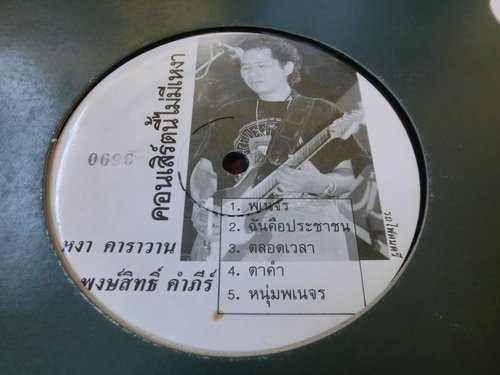 คอนเสิร์ตนี้ไม่มีเหงา
0696
หงา คาราวาน
พงษ์สิทธิ์ คำภีร์
1. พเนจร
2. ฉันคือประชาชน
3. ตลอดเวลา
4. ตาคำ
5. หนุ่มพเนจร